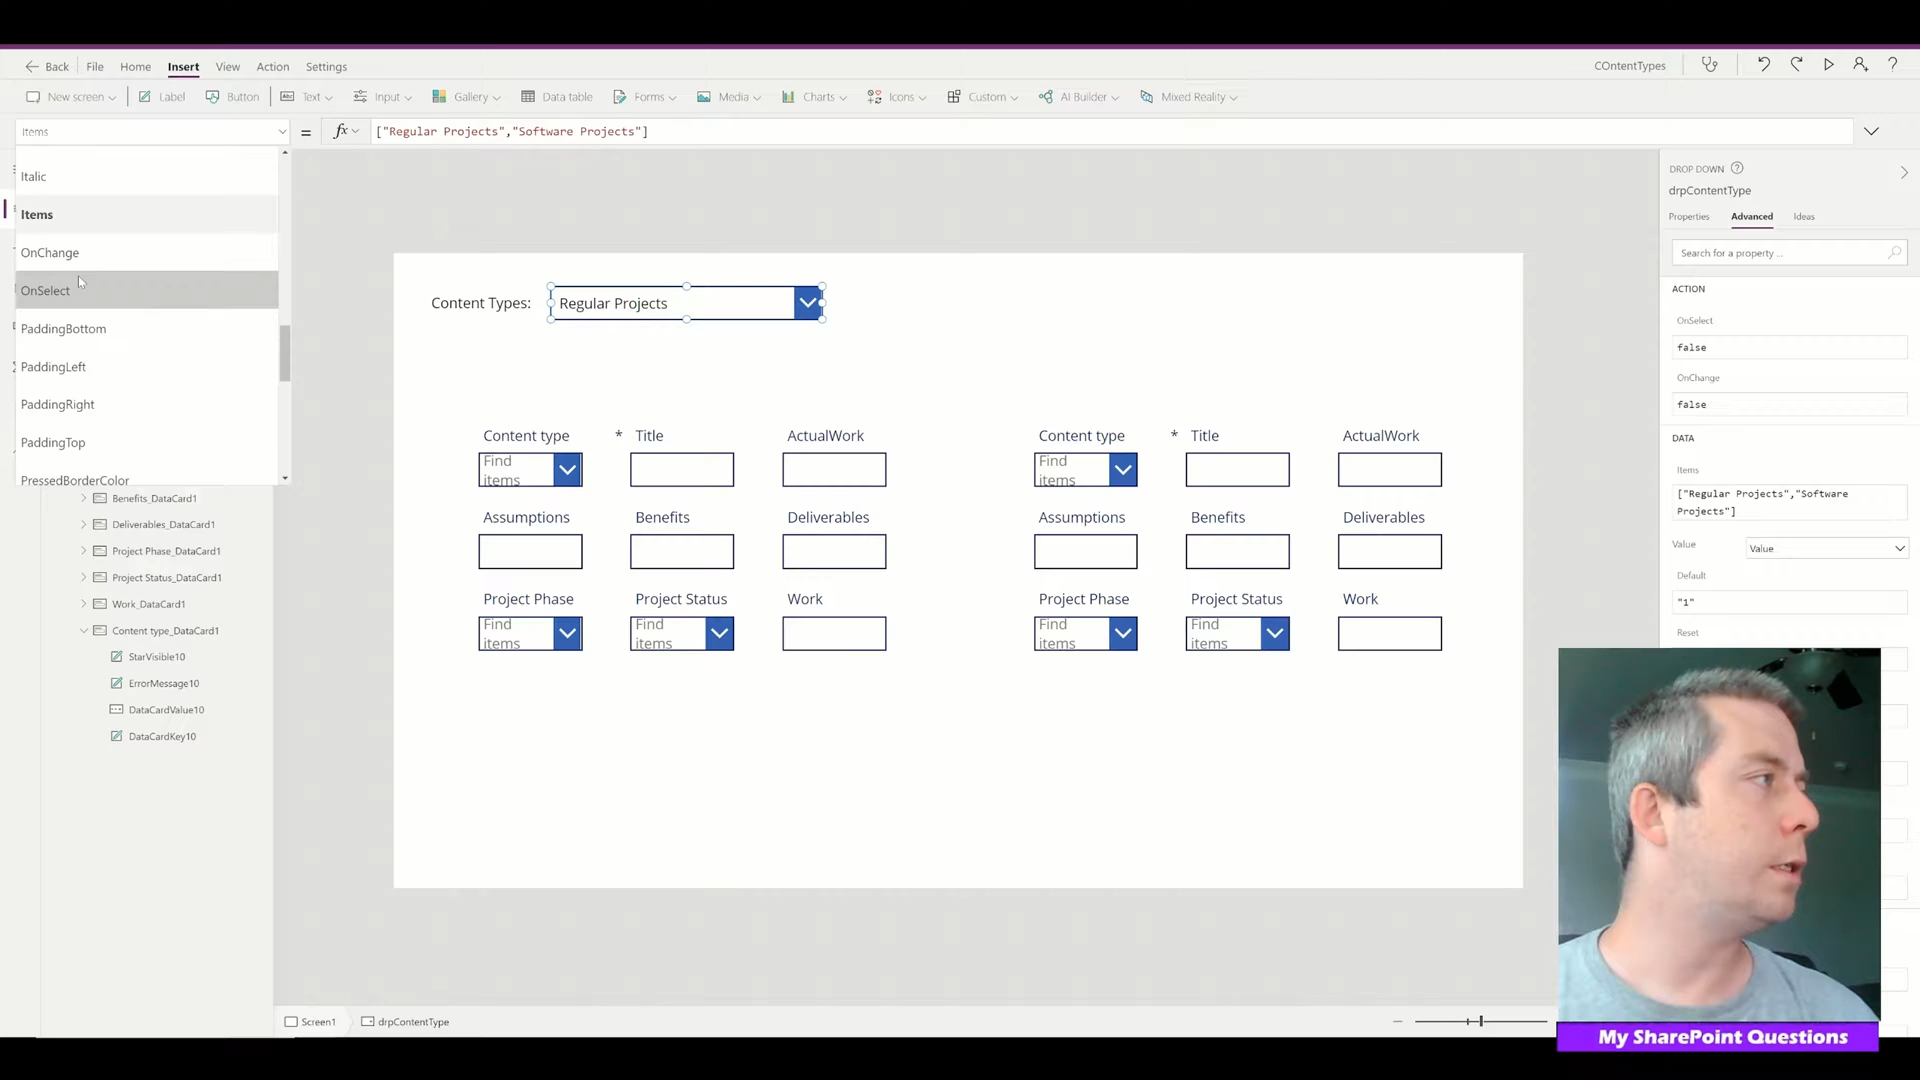 Back File Home Insert View Action Settings COntentTypes ?
New screen Label Button Text Input Gallery Data table Forms Media Charts Icons Custom AI Builder Mixed Reality
Items = fx ["Regular Projects","Software Projects"]
Italic
Items
OnChange
OnSelect
PaddingBottom
PaddingLeft
PaddingRight
PaddingTop
PressedBorderColor
Benefits_DataCard1
Deliverables_DataCard1
Project Phase_DataCard1
Project Status_DataCard1
Work_DataCard1
Content type_DataCard1
StarVisible10
ErrorMessage10
DataCardValue10
DataCardKey10
Content Types: Regular Projects
Content type * Title ActualWork
Find
items
Assumptions Benefits Deliverables
Project Phase Project Status Work
Find Find
items items
Content type * Title ActualWork
Find
items
Assumptions Benefits Deliverables
Project Phase Project Status Work
Find Find
items items
DROP DOWN ?
drpContentType
Properties Advanced Ideas
Search for a property ...
ACTION
OnSelect
false
OnChange
false
DATA
Items
["Regular Projects","Software
Projects"]
Value Value
Default
"1"
Reset
Screen1 drpContentType
My SharePoint Questions